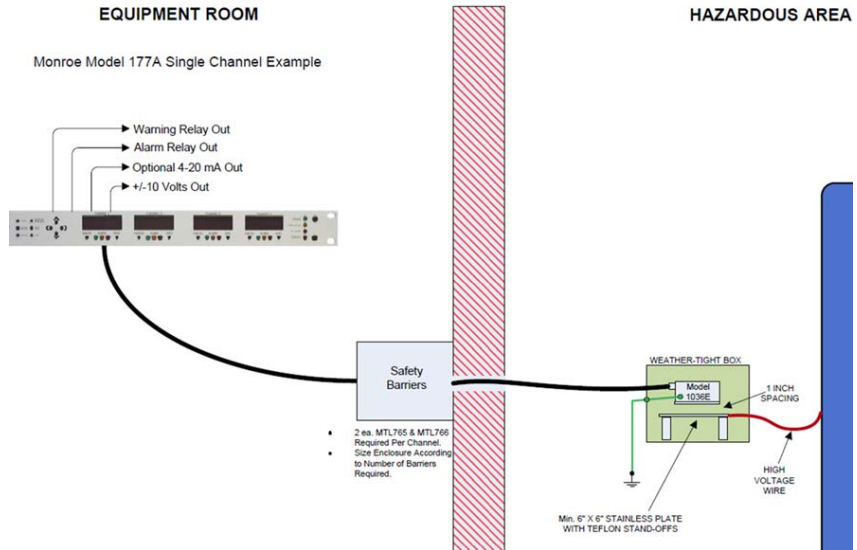 EQUIPMENT ROOM
HAZARDOUS AREA
Monroe Model 177A Single Channel Example
Warning Relay Out
Alarm Relay Out
Optional 4-20 mA Out
+/-10 Volts Out
Safety
Barriers
• 2 ea. MTL765 & MTL766
Required Per Channel.
• Size Enclosure According
to Number of Barriers
Required.
WEATHER-TIGHT BOX
Model
1036E
1 INCH
SPACING
HIGH
VOLTAGE
WIRE
Min. 6" X 6" STAINLESS PLATE
WITH TEFLON STAND-OFFS